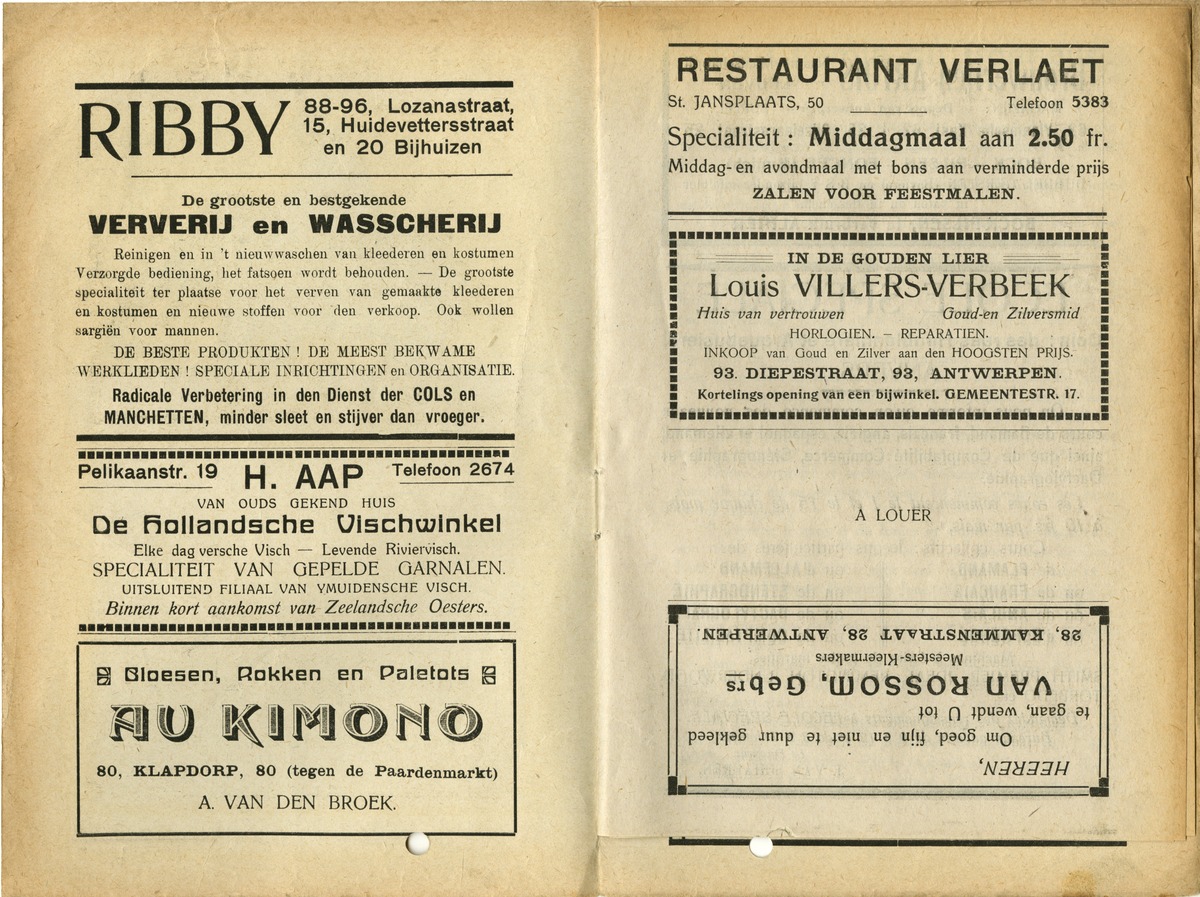 RIBBY
88-96, Lozanastraat,
15, Huidevettersstraat
en 20 Bijhuizen
De grootste en bestgekende
VERVERIJ en WASSCHERIJ
Reinigen en in 't nieuwwaschen van kleederen en kostumen
Verzorgde bediening, het fatsoen wordt behouden. — De grootste
specialiteit ter plaatse voor het verven van gemaakte kleederen
en kostumen en nieuwe stoffen voor den verkoop. Ook wollen
sargiën voor mannen.
DE BESTE PRODUKTEN ! DE MEEST BEKWAME
WERKLIEDEN ! SPECIALE INRICHTINGEN en ORGANISATIE.
Radicale Verbetering in den Dienst der COLS en
MANCHETTEN, minder sleet en stijver dan vroeger.
Pelikaanstr. 19 H. AAP Telefoon 2674
VAN OUDS GEKEND HUIS
De Hollandsche Vischwinkel
Elke dag versche Visch — Levende Riviervisch.
SPECIALITEIT VAN GEPELDE GARNALEN.
UITSLUITEND FILIAAL VAN YMUIDENSCHE VISCH.
Binnen kort aankomst van Zeelandsche Oesters.
Bloesen, Rokken en Paletots
AU KIMONO
80, KLAPDORP, 80 (tegen de Paardenmarkt)
A. VAN DEN BROEK.
RESTAURANT VERLAET
St. JANSPLAATS, 50 Telefoon 5383
Specialiteit : Middagmaal aan 2.50 fr.
Middag- en avondmaal met bons aan verminderde prijs
ZALEN VOOR FEESTMALEN.
IN DE GOUDEN LIER
Louis VILLERS-VERBEEK
Huis van vertrouwen Goud-en Zilversmid
HORLOGIEN. — REPARATIEN.
INKOOP van Goud en Zilver aan den HOOGSTEN PRIJS.
93. DIEPESTRAAT, 93, ANTWERPEN.
Kortelings opening van een bijwinkel. GEMEENTESTR. 17.
A LOUER
HEEREN,
Om goed, fijn en niet te duur gekleed
te gaan, wendt U tot
VAN ROSSOM, Gebrs
Meesters-Kleermakers
28, KAMMENSTRAAT 28, ANTWERPEN.